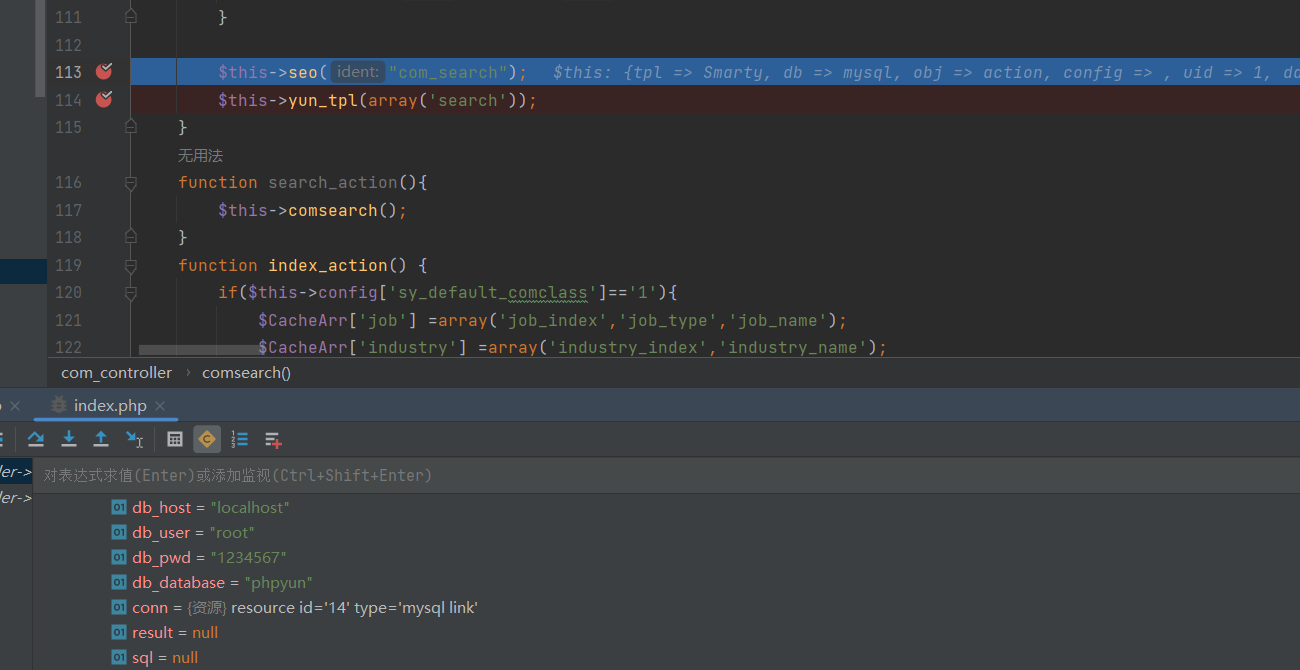 111 }
112
113 $this->seo( ident: "com_search"); $this: {tpl => Smarty, db => mysql, obj => action, config => , uid => 1,
114 $this->yun_tpl(array('search'));
115 }
无用法
116 function search_action(){
117 $this->comsearch();
118 }
119 function index_action() {
120 if($this->config['sy_default_comclass']=='1'){
121 $CacheArr['job'] =array('job_index','job_type','job_name');
122 $CacheArr['industry'] =array('industry_index','industry_name');
com_controller › comsearch()
index.php ×
ler->
对表达式求值(Enter)或添加监视(Ctrl+Shift+Enter)
ler->
db_host = "localhost"
db_user = "root"
db_pwd = "1234567"
db_database = "phpyun"
conn = {资源} resource id='14' type='mysql link'
result = null
sql = null